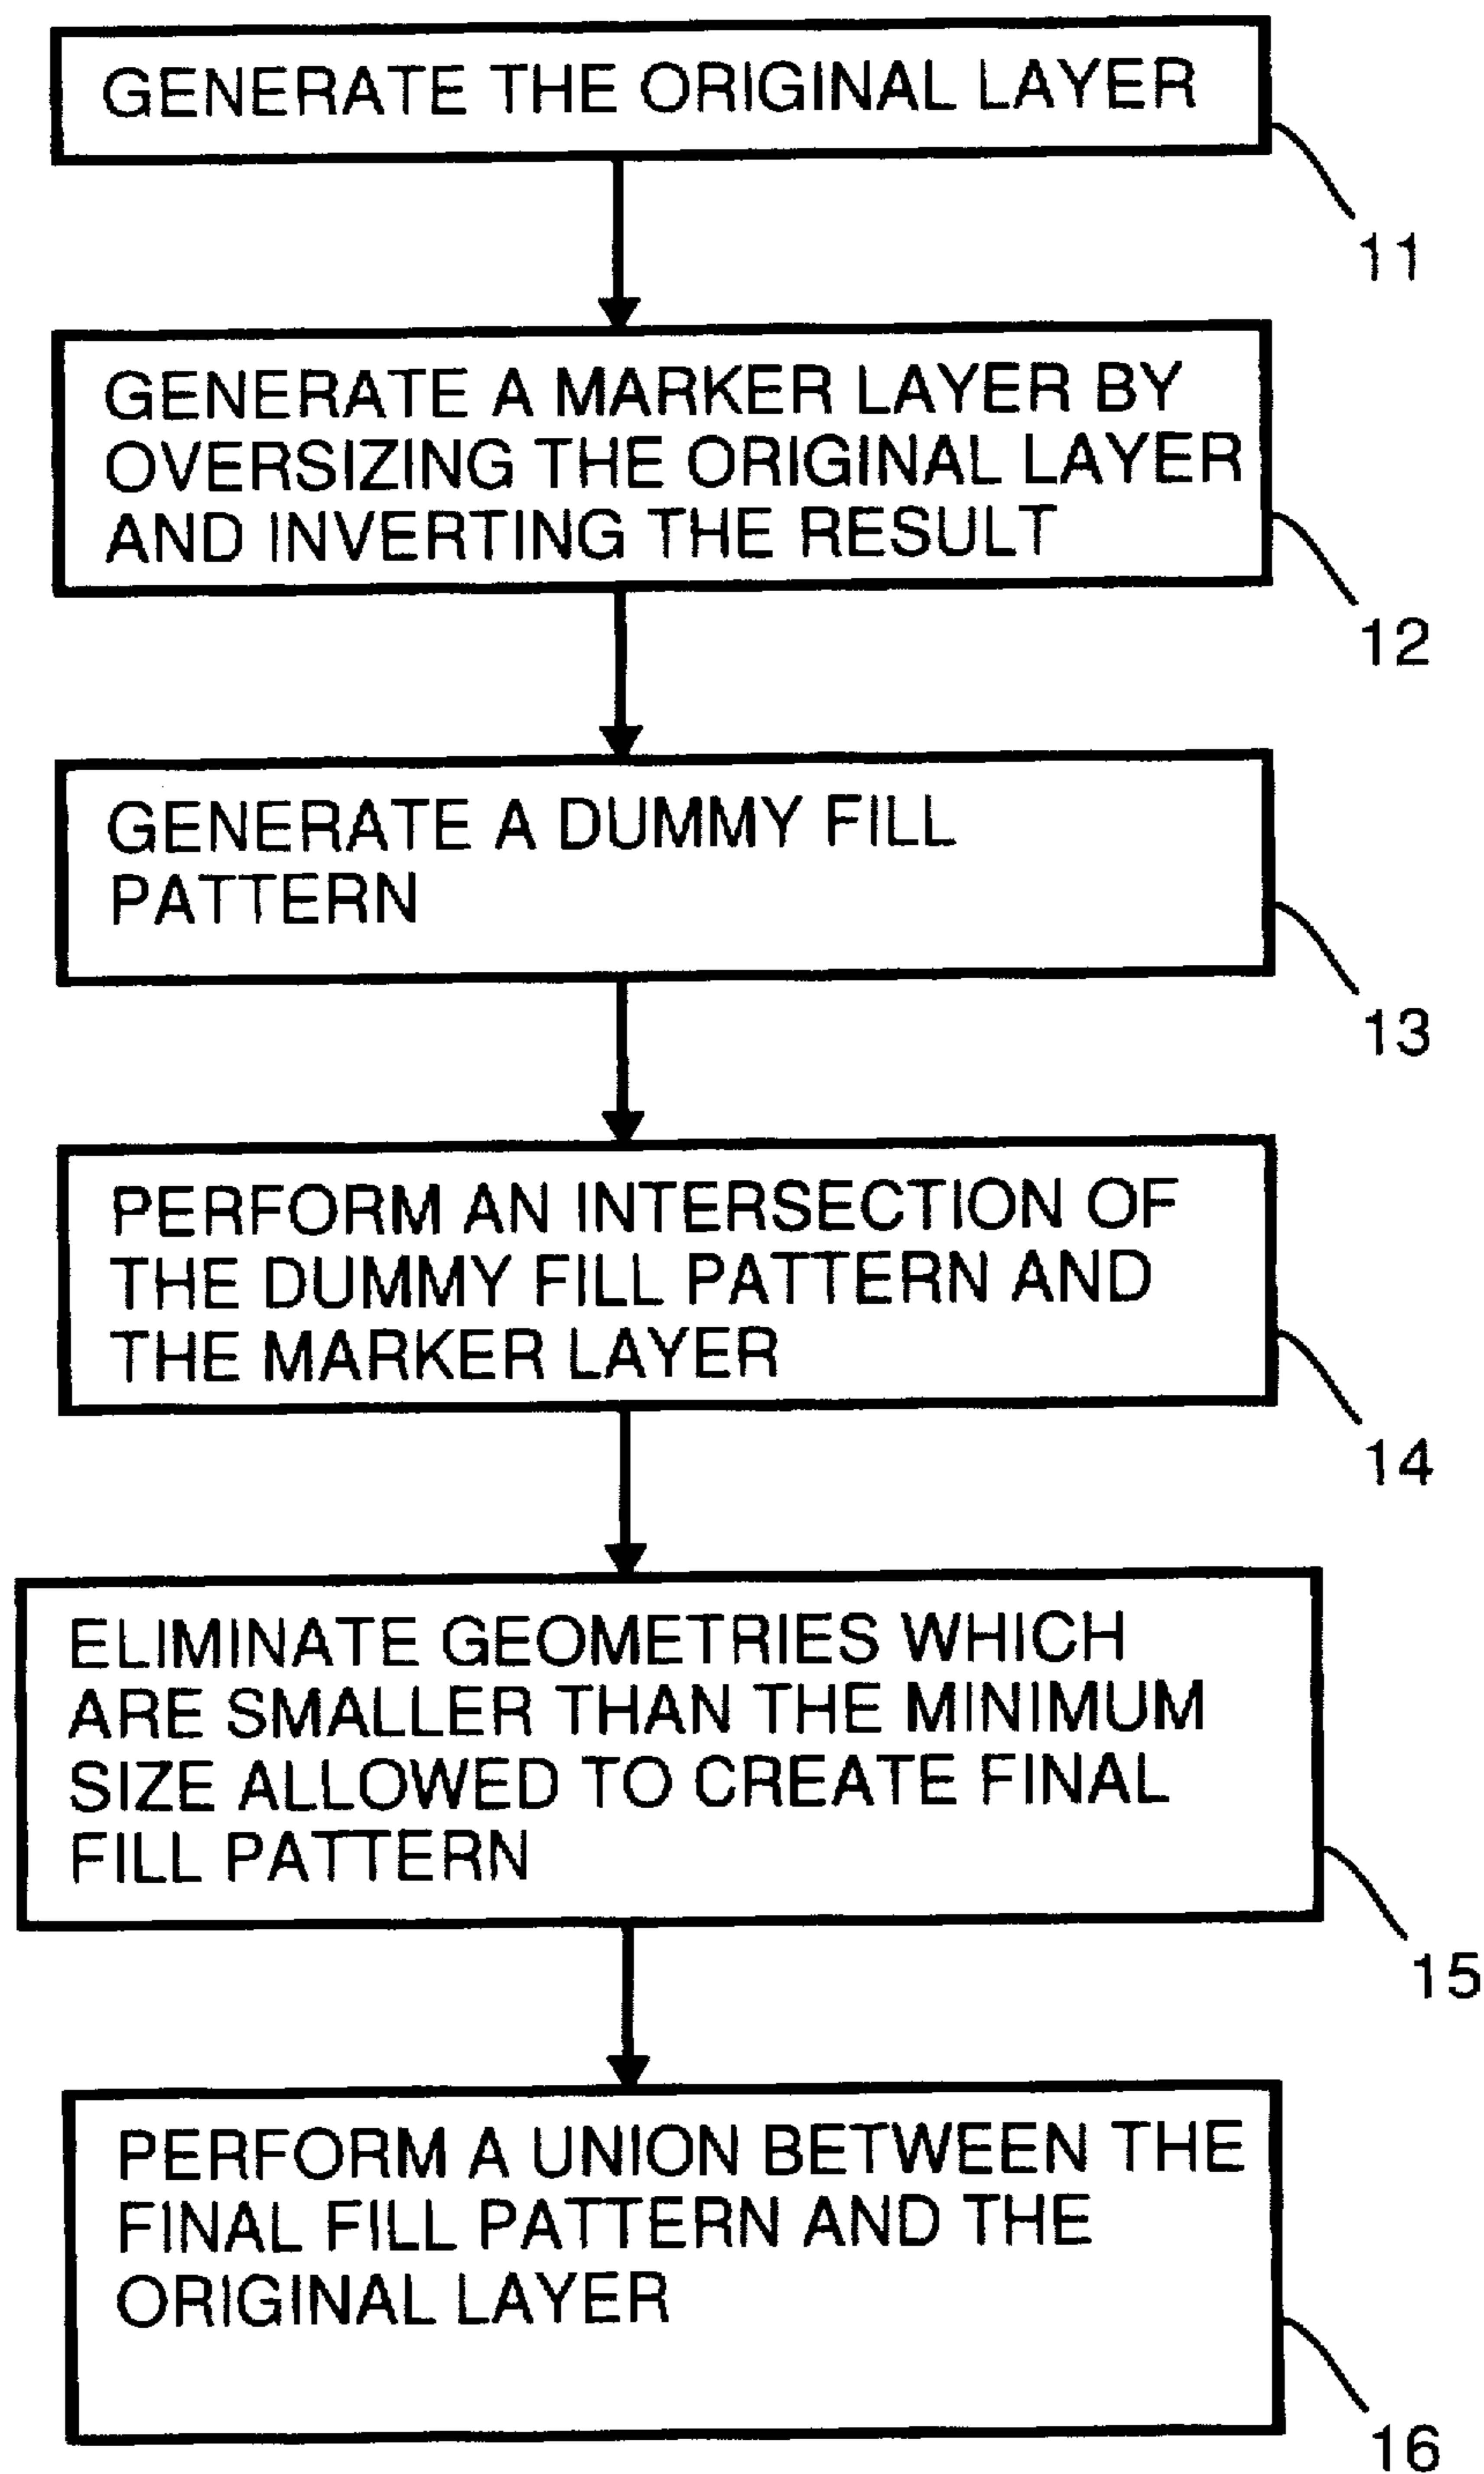 GENERATE THE ORIGINAL LAYER
11
GENERATE A MARKER LAYER BY
OVERSIZING THE ORIGINAL LAYER
AND INVERTING THE RESULT
12
GENERATE A DUMMY FILL
PATTERN
13
PERFORM AN INTERSECTION OF
THE DUMMY FILL PATTERN AND
THE MARKER LAYER
14
ELIMINATE GEOMETRIES WHICH
ARE SMALLER THAN THE MINIMUM
SIZE ALLOWED TO CREATE FINAL
FILL PATTERN
15
PERFORM A UNION BETWEEN THE
FINAL FILL PATTERN AND THE
ORIGINAL LAYER
16